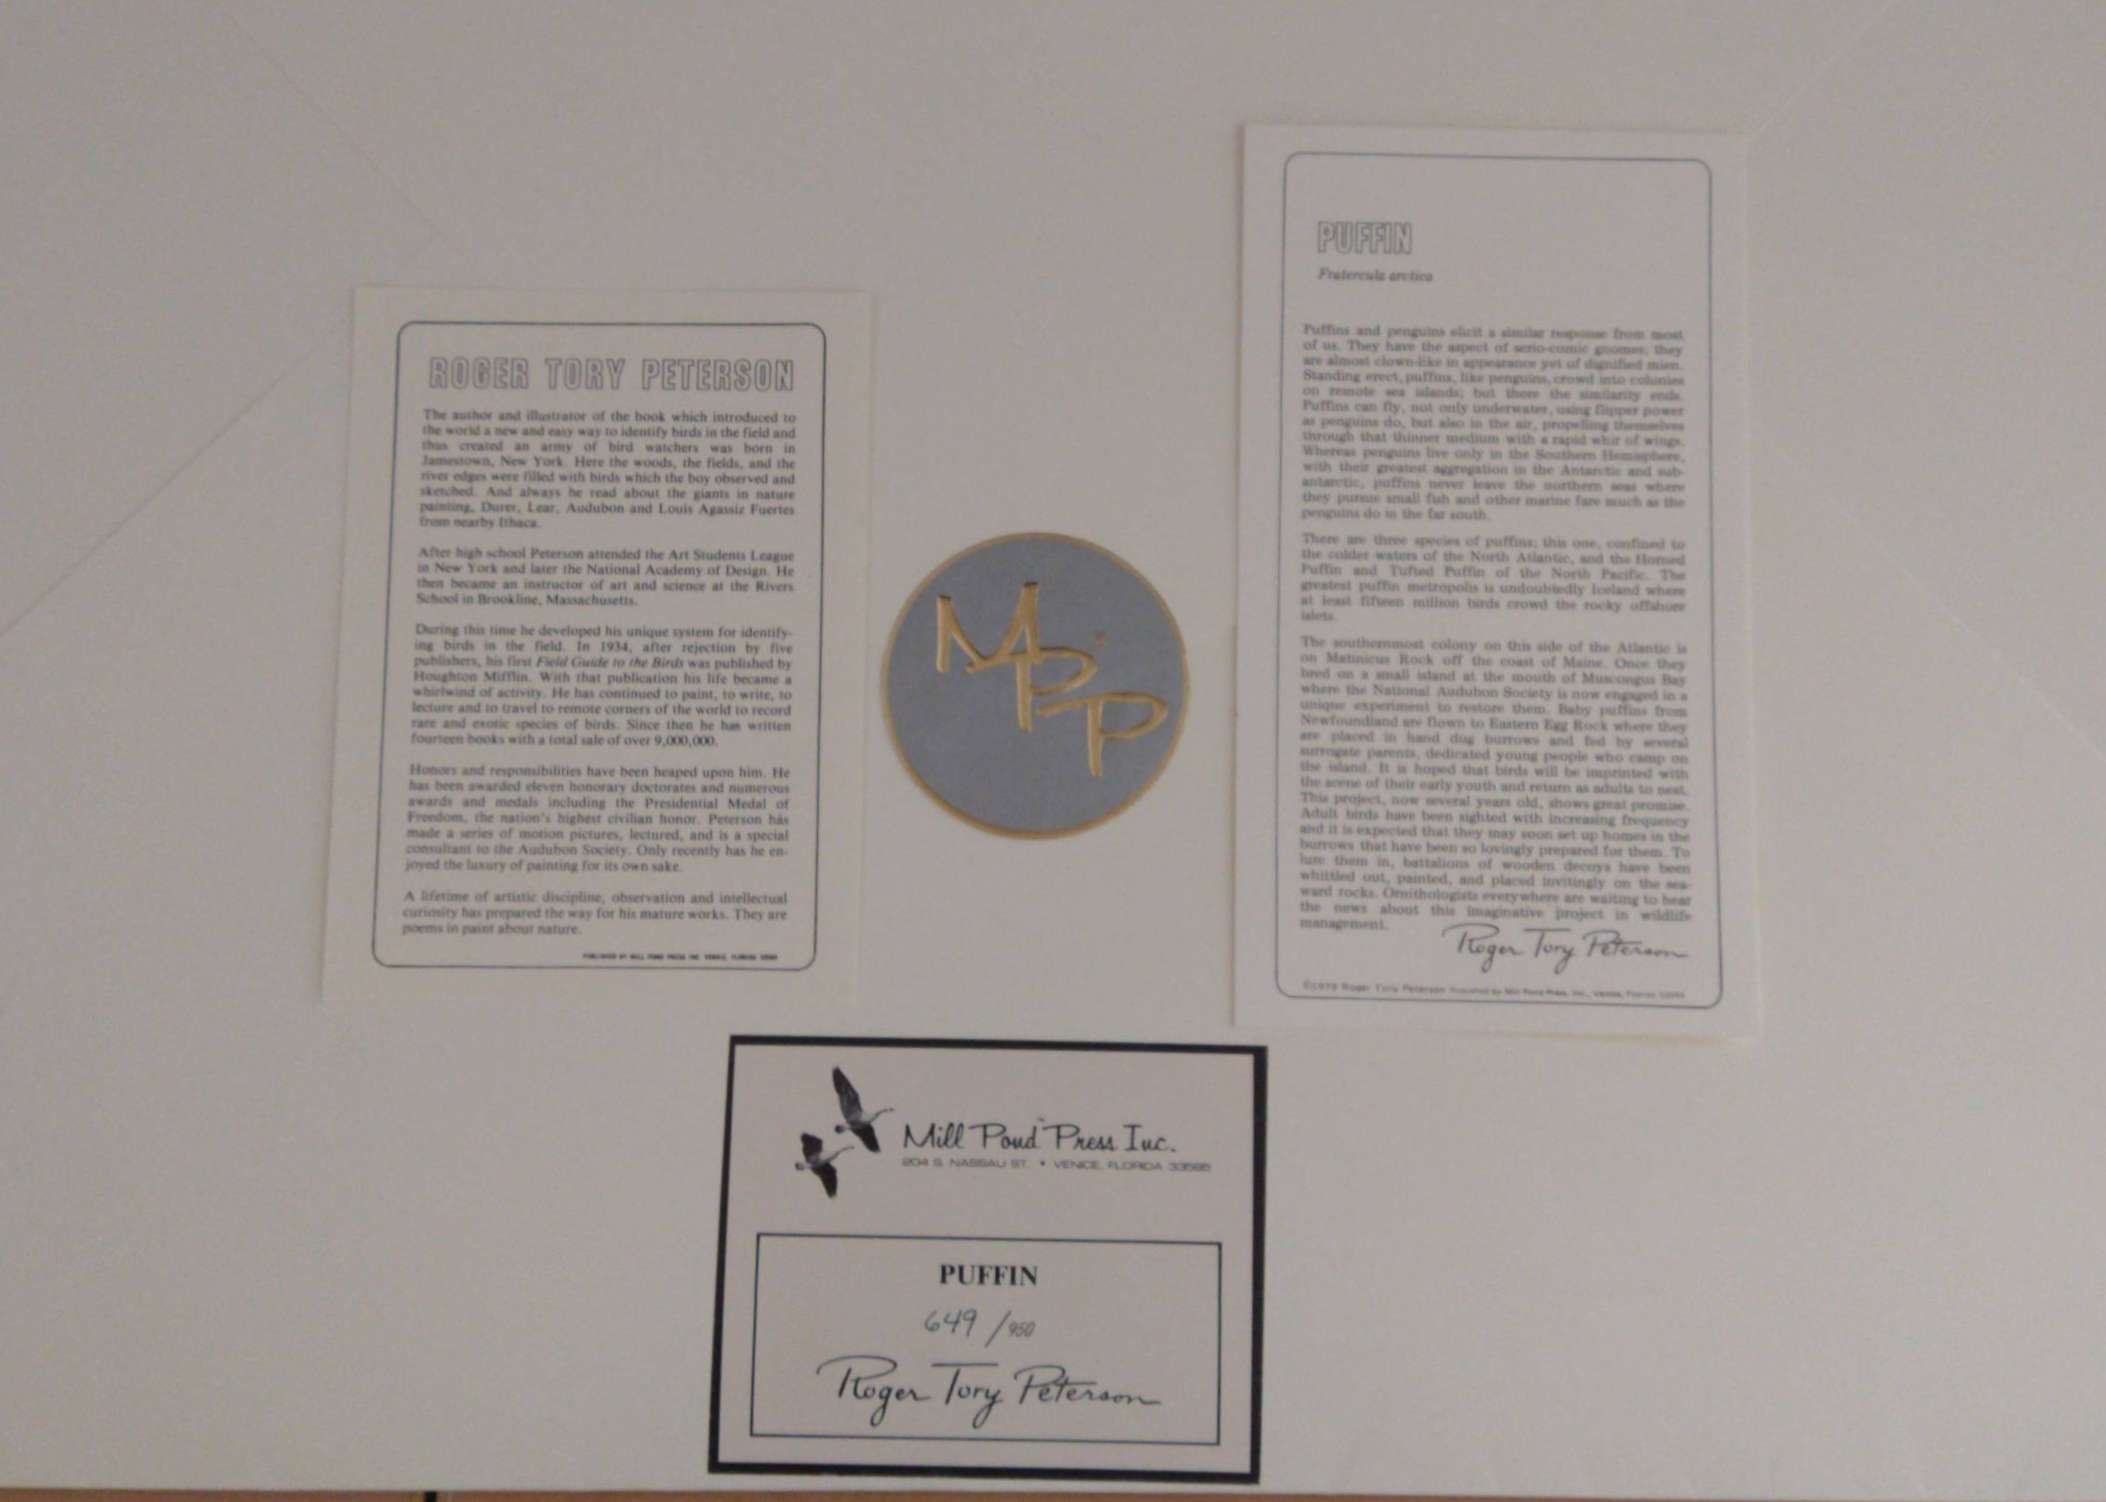 ROGER TORY PETERSON
The author and illustrator of the book which introduced to
the world a new and easy way to identify birds in the field and
thus created an army of bird watchers was born in
Jamestown, New York. Here the woods, the fields, and the
river edges were filled with birds which the boy observed and
sketched. And always he read about the giants in nature
painting, Durer, Lear, Audubon and Louis Agassiz Fuertes
from nearby Ithaca.
After high school Peterson attended the Art Students League
in New York and later the National Academy of Design. He
then became an instructor of art and science at the Rivers
School in Brookline, Massachusetts.
During this time he developed his unique system for identify-
ing birds in the field. In 1934, after rejection by five
publishers, his first Field Guide to the Birds was published by
Houghton Mifflin. With that publication his life became a
whirlwind of activity. He has continued to paint, to write, to
lecture and to travel to remote corners of the world to record
rare and exotic species of birds. Since then he has written
fourteen books with a total sale of over 9,000,000.
Honors and responsibilities have been heaped upon him. He
has been awarded eleven honorary doctorates and numerous
awards and medals including the Presidential Medal of
Freedom, the nation's highest civilian honor. Peterson has
made a series of motion pictures, lectured, and is a special
consultant to the Audubon Society. Only recently has he en-
joyed the luxury of painting for its own sake.
A lifetime of artistic discipline, observation and intellectual
curiosity has prepared the way for his mature works. They are
poems in paint about nature.
PUBLISHED BY MILL POND PRESS INC. VENICE, FLORIDA
MPP
PUFFIN
Fratercula arctica
Puffins and penguins elicit a similar response from most
of us. They have the aspect of serio-comic gnomes; they
are almost clown-like in appearance yet of dignified mien.
Standing erect, puffins, like penguins, crowd into colonies
on remote sea islands; but there the similarity ends.
Puffins can fly, not only underwater, using flipper power
as penguins do, but also in the air, propelling themselves
through that thinner medium with a rapid whir of wings.
Whereas penguins live only in the Southern Hemisphere,
with their greatest aggregation in the Antarctic and sub-
antarctic, puffins never leave the northern seas where
they pursue small fish and other marine fare much as the
penguins do in the far south.
There are three species of puffins; this one, confined to
the colder waters of the North Atlantic, and the Horned
Puffin and Tufted Puffin of the North Pacific. The
greatest puffin metropolis is undoubtedly Iceland where
at least fifteen million birds crowd the rocky offshore
islets.
The southernmost colony on this side of the Atlantic is
on Matinicus Rock off the coast of Maine. Once they
bred on a small island at the mouth of Muscongus Bay
where the National Audubon Society is now engaged in a
unique experiment to restore them. Baby puffins from
Newfoundland are flown to Eastern Egg Rock where they
are placed in hand dug burrows and fed by several
surrogate parents, dedicated young people who camp on
the island. It is hoped that birds will be imprinted with
the scene of their early youth and return as adults to nest.
This project, now several years old, shows great promise.
Adult birds have been sighted with increasing frequency
and it is expected that they may soon set up homes in the
burrows that have been so lovingly prepared for them. To
lure them in, battalions of wooden decoys have been
whittled out, painted, and placed invitingly on the sea-
ward rocks. Ornithologists everywhere are waiting to hear
the news about this imaginative project in wildlife
management.
Roger Tory Peterson
Roger Tory Peterson Published by Mill Pond Press, Inc., Venice, Florida
Mill Pond Press Inc.
204 S. NASSAU ST. • VENICE, FLORIDA 33595
PUFFIN
649 / 950
Roger Tory Peterson